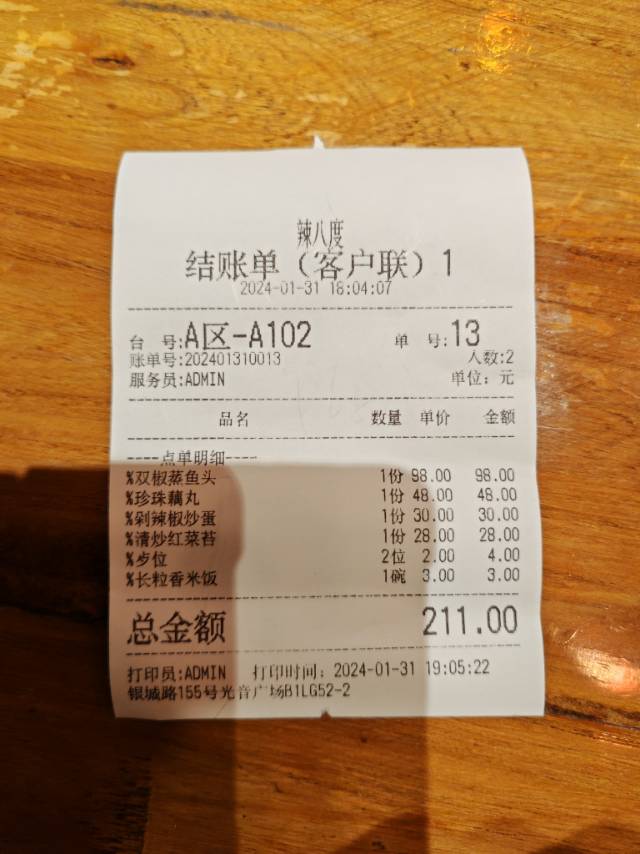 辣八度
结账单（客户联）1
2024-01-31 18:04:07
台 号:A区-A102 单 号:13
账单号:202401310013 人数:2
服务员:ADMIN 单位: 元
品名 数量 单价 金额
----点单明细----
%双椒蒸鱼头 1份 98.00 98.00
%珍珠藕丸 1份 48.00 48.00
%剁辣椒炒蛋 1份 30.00 30.00
%清炒红菜苔 1份 28.00 28.00
%歺位 2位 2.00 4.00
%长粒香米饭 1碗 3.00 3.00
总金额 211.00
打印员:ADMIN 打印时间: 2024-01-31 19:05:22
银城路155号光音广场B1LG52-2